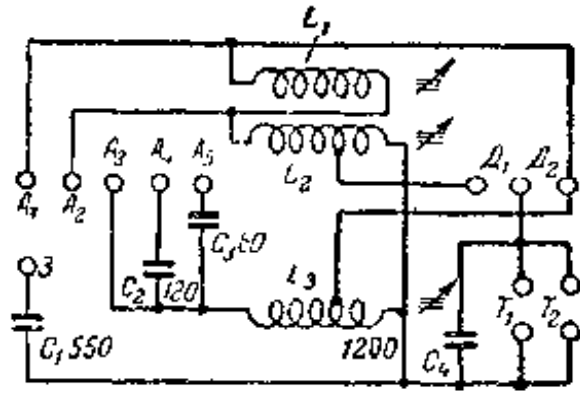 L₁
A₁ A₂ A₃ A₄ A₅
L₂
Д₁ Д₂
З
C₃ 60
C₂ 120
L₃
1200
C₁ 550
C₄
T₁ T₂